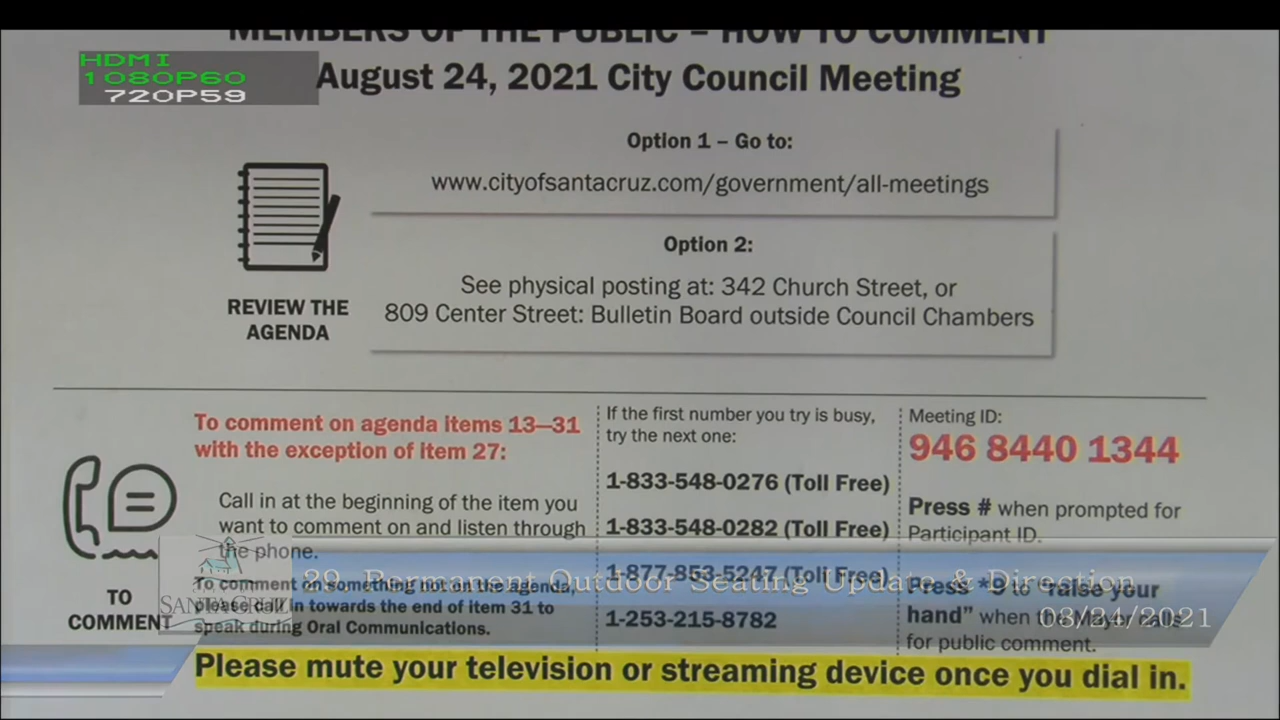 MEMBERS OF THE PUBLIC – HOW TO COMMENT
HDMI
1080P60
720P59
August 24, 2021 City Council Meeting
Option 1 – Go to:
www.cityofsantacruz.com/government/all-meetings
Option 2:
See physical posting at: 342 Church Street, or
809 Center Street: Bulletin Board outside Council Chambers
REVIEW THE
AGENDA
To comment on agenda items 13—31
with the exception of item 27:
Call in at the beginning of the item you
want to comment on and listen through
the phone.
To comment on something not on the agenda,
please call in towards the end of item 31 to
speak during Oral Communications.
TO
COMMENT
If the first number you try is busy,
try the next one:
1-833-548-0276 (Toll Free)
1-833-548-0282 (Toll Free)
1-877-853-5247 (Toll Free)
1-253-215-8782
Meeting ID:
946 8440 1344
Press # when prompted for
Participant ID.
Press *9 to “raise your
hand” when the Mayor calls
for public comment.
SANTA CRUZ
29. Permanent Outdoor Seating Update & Direction
08/24/2021
Please mute your television or streaming device once you dial in.